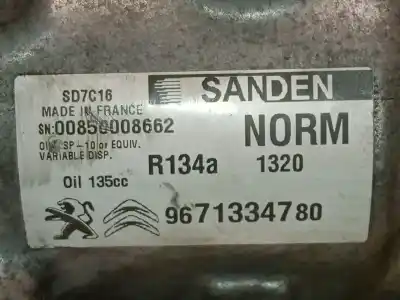 SANDEN
SD7C16
MADE IN FRANCE
SN:00850008662
OIL SP-10 or EQUIV.
VARIABLE DISP.
NORM
R134a 1320
Oil 135cc
9671334780